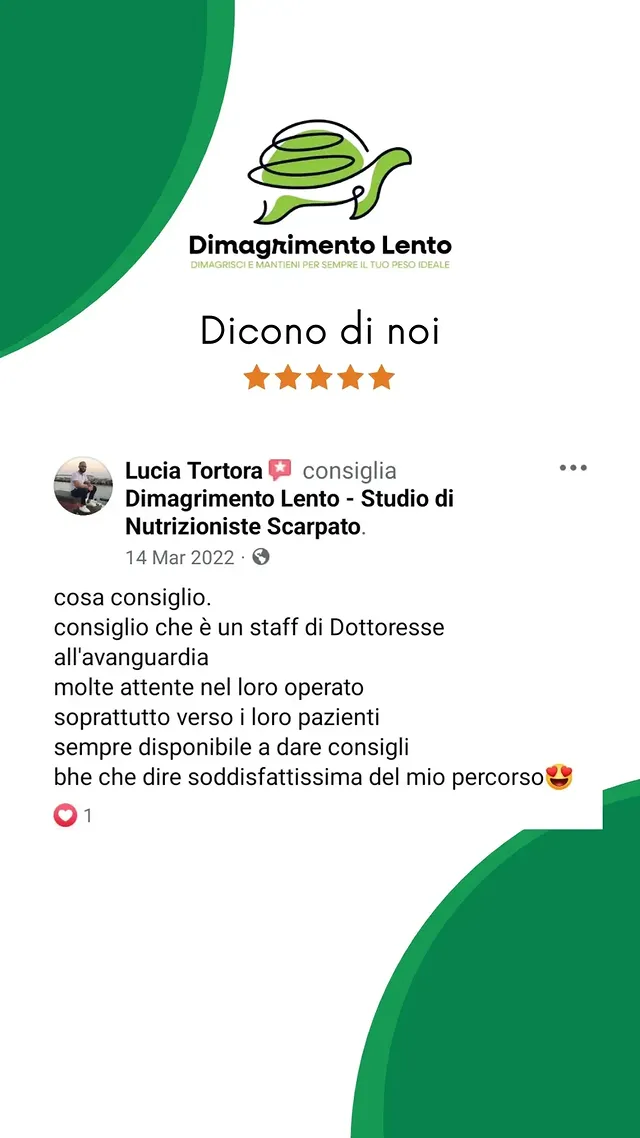 Dimagrimento Lento
DIMAGRISCI E MANTIENI PER SEMPRE IL TUO PESO IDEALE
Dicono di noi
Lucia Tortora consiglia
Dimagrimento Lento - Studio di
Nutrizioniste Scarpato.
14 Mar 2022 ·
cosa consiglio.
consiglio che è un staff di Dottoresse
all'avanguardia
molte attente nel loro operato
soprattutto verso i loro pazienti
sempre disponibile a dare consigli
bhe che dire soddisfattissima del mio percorso😍
1